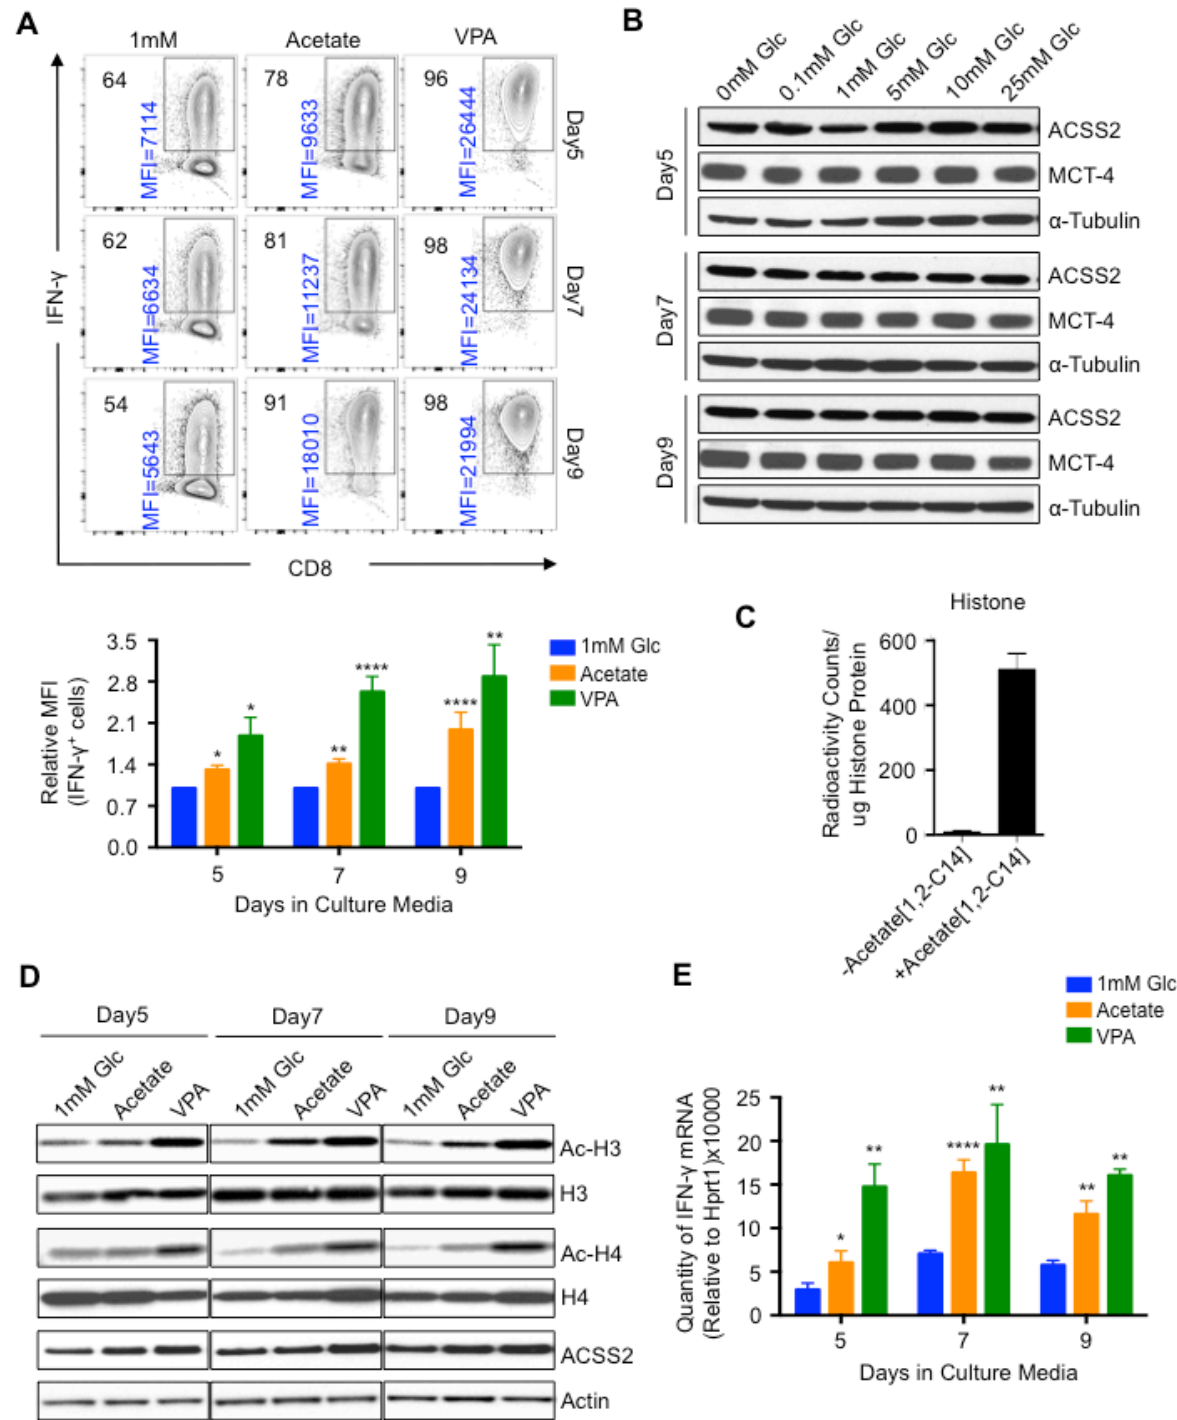 A
1mM
Acetate
VPA
64
MFI=7114
78
MFI=9633
96
MFI=26444
Day5
62
MFI=6634
81
MFI=11237
98
MFI=24134
Day7
54
MFI=5643
91
MFI=18010
98
MFI=21994
Day9
IFN-γ
CD8
3.5
2.8
2.1
1.4
0.7
0.0
Relative MFI
(IFN-γ⁺ cells)
* *
** ****
**** **
5 7 9
Days in Culture Media
1mM Glc
Acetate
VPA
B
0mM Glc
0.1mM Glc
1mM Glc
5mM Glc
10mM Glc
25mM Glc
Day5
ACSS2
MCT-4
α-Tubulin
Day7
ACSS2
MCT-4
α-Tubulin
Day9
ACSS2
MCT-4
α-Tubulin
C
Histone
Radioactivity Counts/
ug Histone Protein
600
400
200
0
-Acetate[1,2-C14]
+Acetate[1,2-C14]
D
Day5 Day7 Day9
1mM Glc Acetate VPA 1mM Glc Acetate VPA 1mM Glc Acetate VPA
Ac-H3
H3
Ac-H4
H4
ACSS2
Actin
E
1mM Glc
Acetate
VPA
Quantity of IFN-γ mRNA
(Relative to Hprt1)x10000
25
20
15
10
5
0
* **
**** **
** **
5 7 9
Days in Culture Media